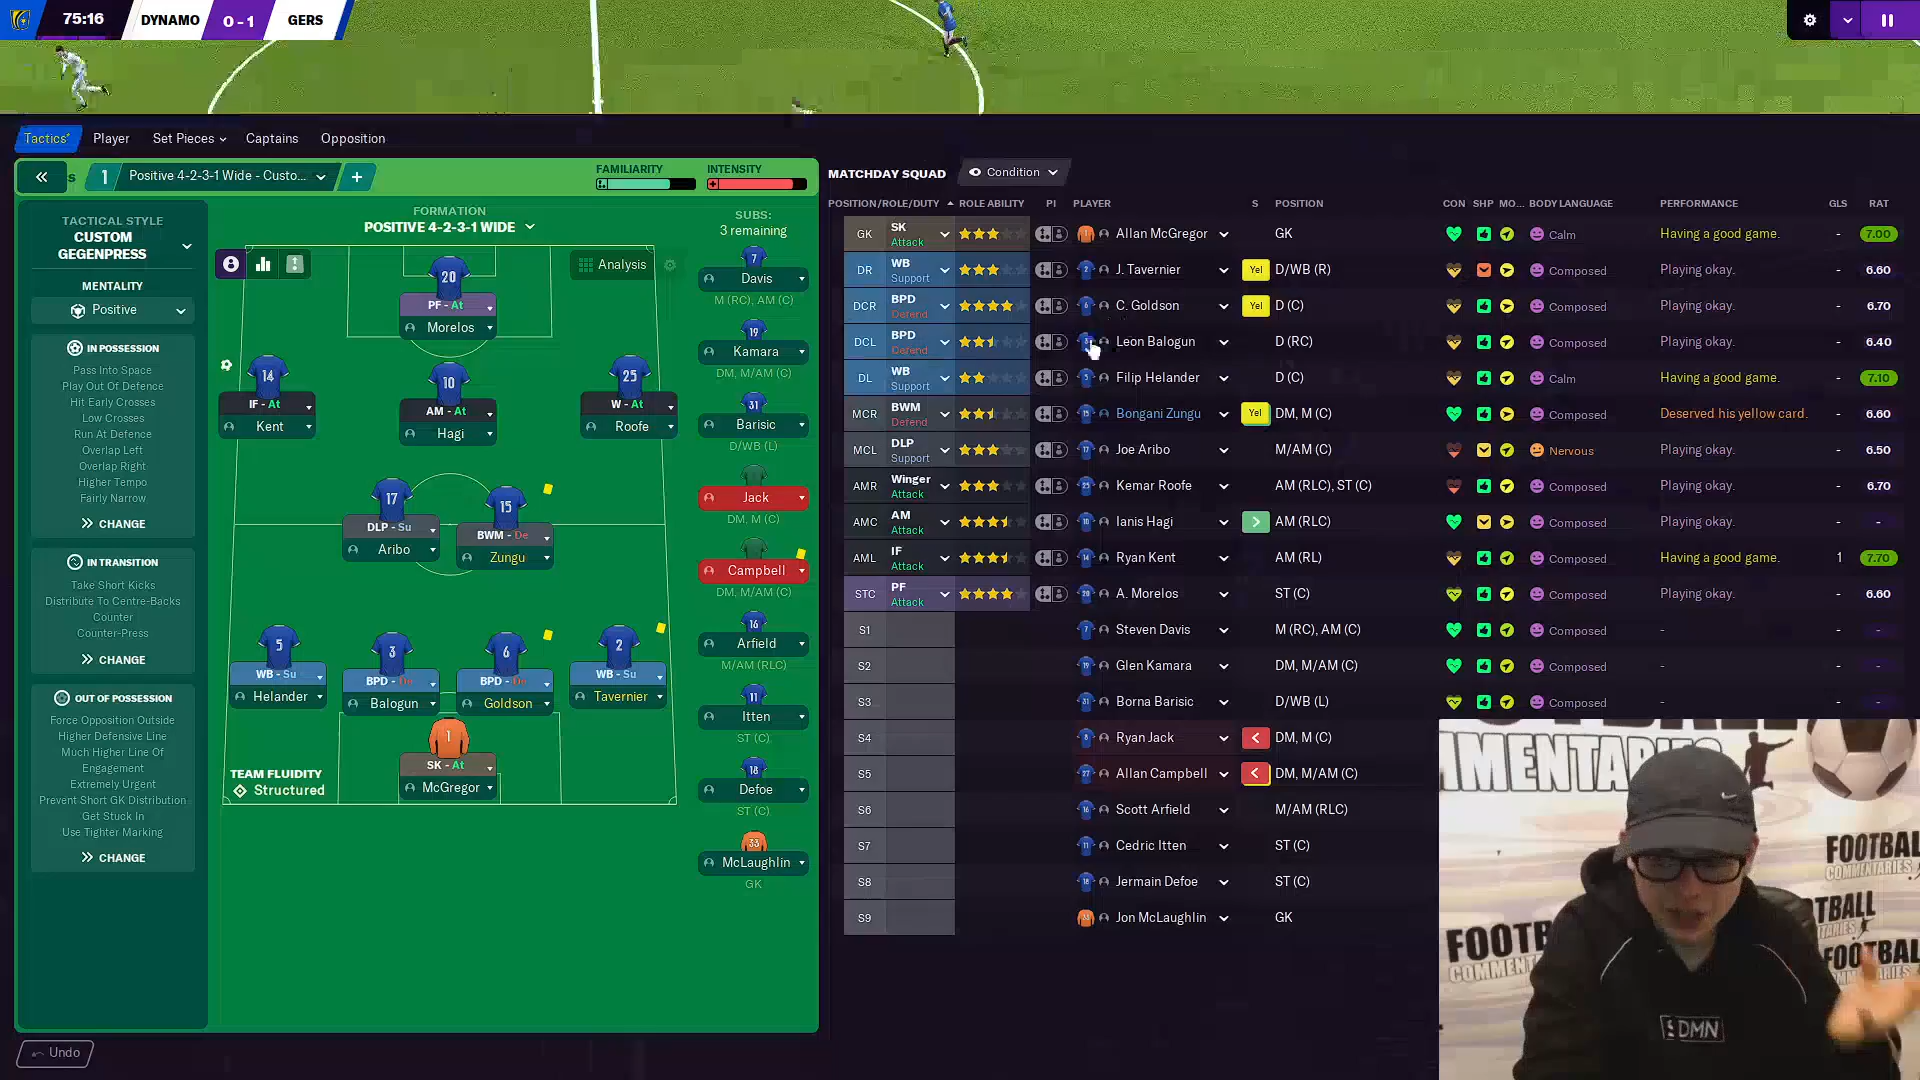 75:16 DYNAMO 0 - 1 GERS
Tactics* Player Set Pieces Captains Opposition
1 Positive 4-2-3-1 Wide - Custo... +
FAMILIARITY
INTENSITY
TACTICAL STYLE
CUSTOM
GEGENPRESS
MENTALITY
Positive
IN POSSESSION
Pass Into Space
Play Out Of Defence
Hit Early Crosses
Low Crosses
Run At Defence
Overlap Left
Overlap Right
Higher Tempo
Fairly Narrow
CHANGE
IN TRANSITION
Take Short Kicks
Distribute To Centre-Backs
Counter
Counter-Press
CHANGE
OUT OF POSSESSION
Force Opposition Outside
Higher Defensive Line
Much Higher Line Of
Engagement
Extremely Urgent
Prevent Short GK Distribution
Get Stuck In
Use Tighter Marking
CHANGE
Undo
FORMATION
POSITIVE 4-2-3-1 WIDE
Analysis
20
PF - At
Morelos
14
IF - At
Kent
10
AM - At
Hagi
25
W - At
Roofe
17
DLP - Su
Aribo
15
BWM - De
Zungu
5
WB - Su
Helander
3
BPD - De
Balogun
6
BPD - De
Goldson
2
WB - Su
Tavernier
1
SK - At
McGregor
TEAM FLUIDITY
Structured
SUBS:
3 remaining
7
Davis
M (RC), AM (C)
19
Kamara
DM, M/AM (C)
31
Barisic
D/WB (L)
Jack
DM, M (C)
Campbell
DM, M/AM (C)
16
Arfield
M/AM (RLC)
11
Itten
ST (C)
18
Defoe
ST (C)
33
McLaughlin
GK
MATCHDAY SQUAD Condition
POSITION/ROLE/DUTY ROLE ABILITY PI PLAYER S POSITION CON SHP MO... BODY LANGUAGE PERFORMANCE GLS RAT
GK SK Attack Allan McGregor GK Calm Having a good game. - 7.00
DR WB Support J. Tavernier Yel D/WB (R) Composed Playing okay. - 6.60
DCR BPD Defend C. Goldson Yel D (C) Composed Playing okay. - 6.70
DCL BPD Defend Leon Balogun D (RC) Composed Playing okay. - 6.40
DL WB Support Filip Helander D (C) Calm Having a good game. - 7.10
MCR BWM Defend Bongani Zungu Yel DM, M (C) Composed Deserved his yellow card. - 6.60
MCL DLP Support Joe Aribo M/AM (C) Nervous Playing okay. - 6.50
AMR Winger Attack Kemar Roofe AM (RLC), ST (C) Composed Playing okay. - 6.70
AMC AM Attack Ianis Hagi AM (RLC) Composed Playing okay. - -
AML IF Attack Ryan Kent AM (RL) Composed Having a good game. 1 7.70
STC PF Attack A. Morelos ST (C) Composed Playing okay. - 6.60
S1 Steven Davis M (RC), AM (C) Composed - - -
S2 Glen Kamara DM, M/AM (C) Composed - - -
S3 Borna Barisic D/WB (L) Composed - - -
S4 Ryan Jack DM, M (C)
S5 Allan Campbell DM, M/AM (C)
S6 Scott Arfield M/AM (RLC)
S7 Cedric Itten ST (C)
S8 Jermain Defoe ST (C)
S9 Jon McLaughlin GK
MMENTARI
FOOTBAL
COMMENTARIES
TBALL
FOOTBALL
COMMENTARIES
FOOTB
COMMEN
DMN